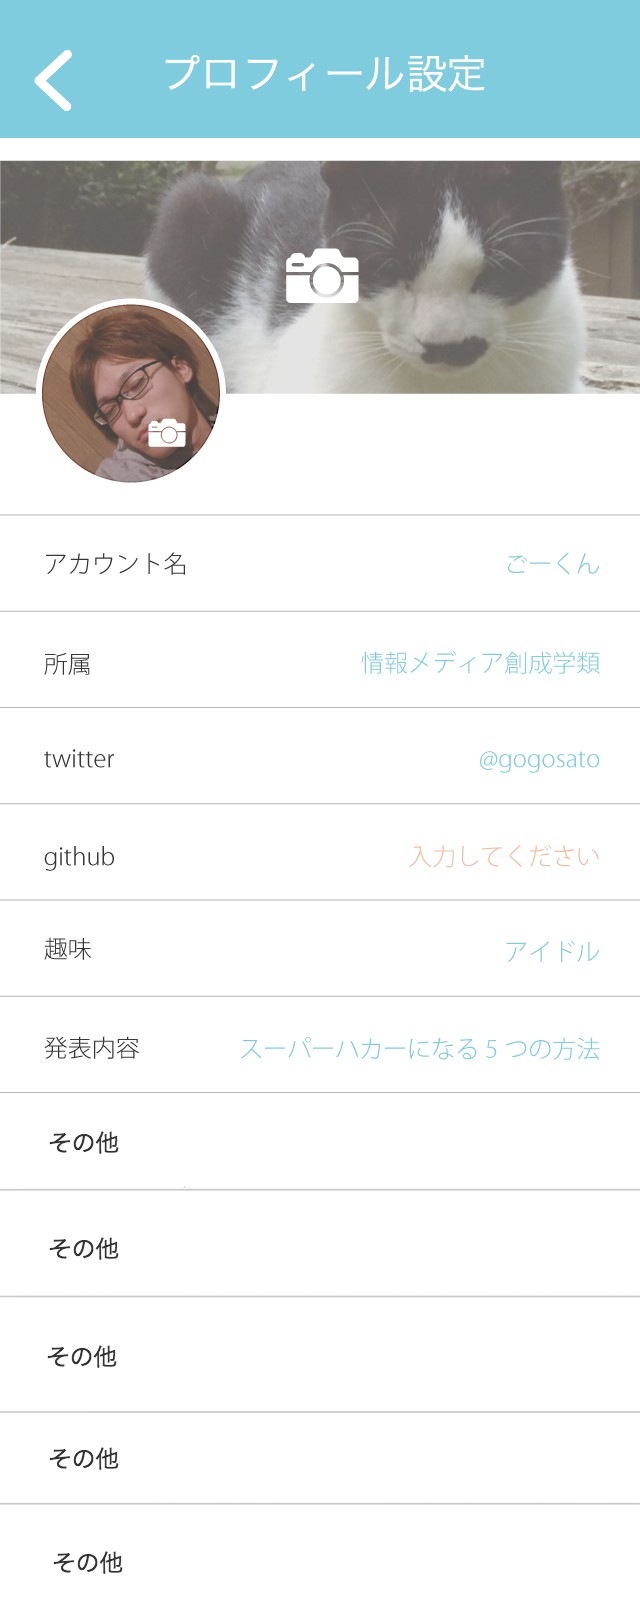 プロフィール設定
アカウント名 ごーくん
所属 情報メディア創成学類
twitter @gogosato
github 入力してください
趣味 アイドル
発表内容 スーパーハカーになる 5 つの方法
その他
その他
その他
その他
その他